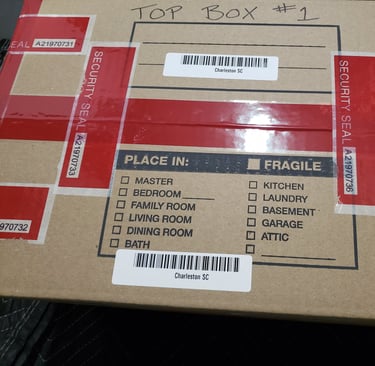 TOP BOX #1
SEAL A21970731
Charleston SC
SECURITY SEAL A21970733
SECURITY SEAL A21970736
PLACE IN:
FRAGILE
MASTER
BEDROOM
FAMILY ROOM
LIVING ROOM
DINING ROOM
BATH
KITCHEN
LAUNDRY
BASEMENT
GARAGE
ATTIC
970732
Charleston SC